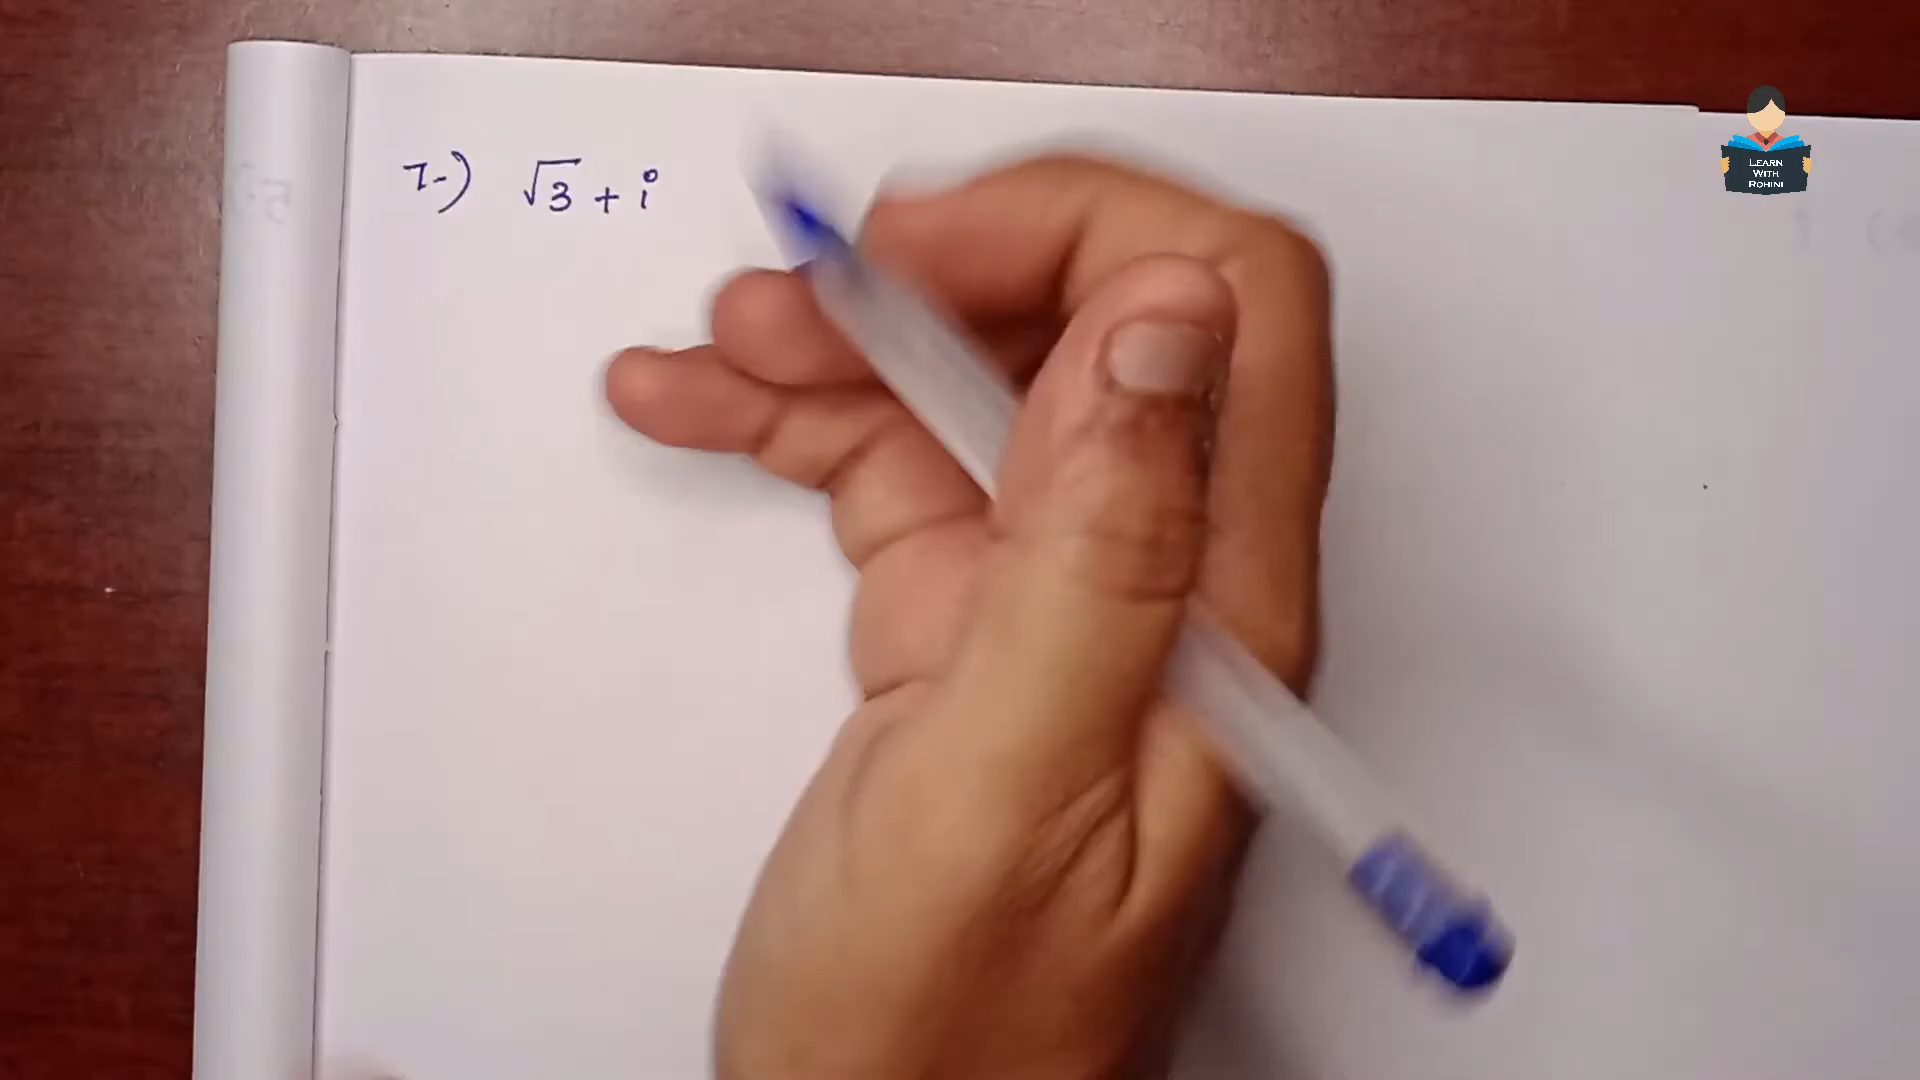 7-) √3 + i
LEARN
With
ROHINI